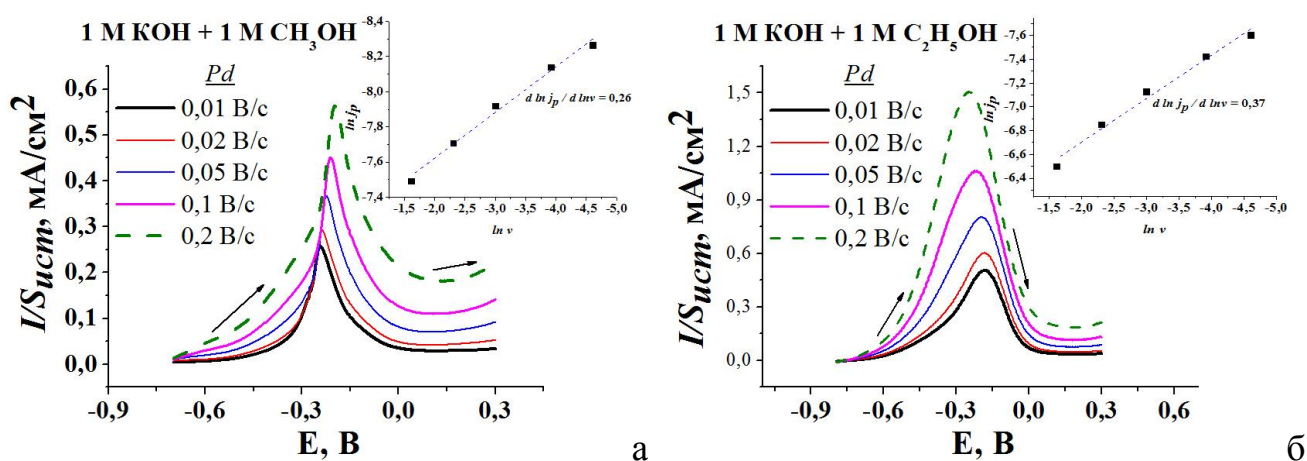 1 М КОН + 1 М CH₃OH
Pd
0,01 В/с
0,02 В/с
0,05 В/с
0,1 В/с
0,2 В/с
I/Sист, мА/см²
0,6
0,5
0,4
0,3
0,2
0,1
0,0
-0,9
-0,6
-0,3
0,0
0,3
E, В
ln jₚ
-8,4
-8,2
-8,0
-7,8
-7,6
-7,4
d ln jₚ / d lnv = 0,26
-1,5
-2,0
-2,5
-3,0
-3,5
-4,0
-4,5
-5,0
ln v
а
1 М КОН + 1 М C₂H₅OH
Pd
0,01 В/с
0,02 В/с
0,05 В/с
0,1 В/с
0,2 В/с
I/Sист, мА/см²
1,5
1,2
0,9
0,6
0,3
0,0
-0,9
-0,6
-0,3
0,0
0,3
0,6
E, В
ln jₚ
-7,6
-7,4
-7,2
-7,0
-6,8
-6,6
-6,4
d ln jₚ / d lnv = 0,37
-1,5
-2,0
-2,5
-3,0
-3,5
-4,0
-4,5
-5,0
ln v
б